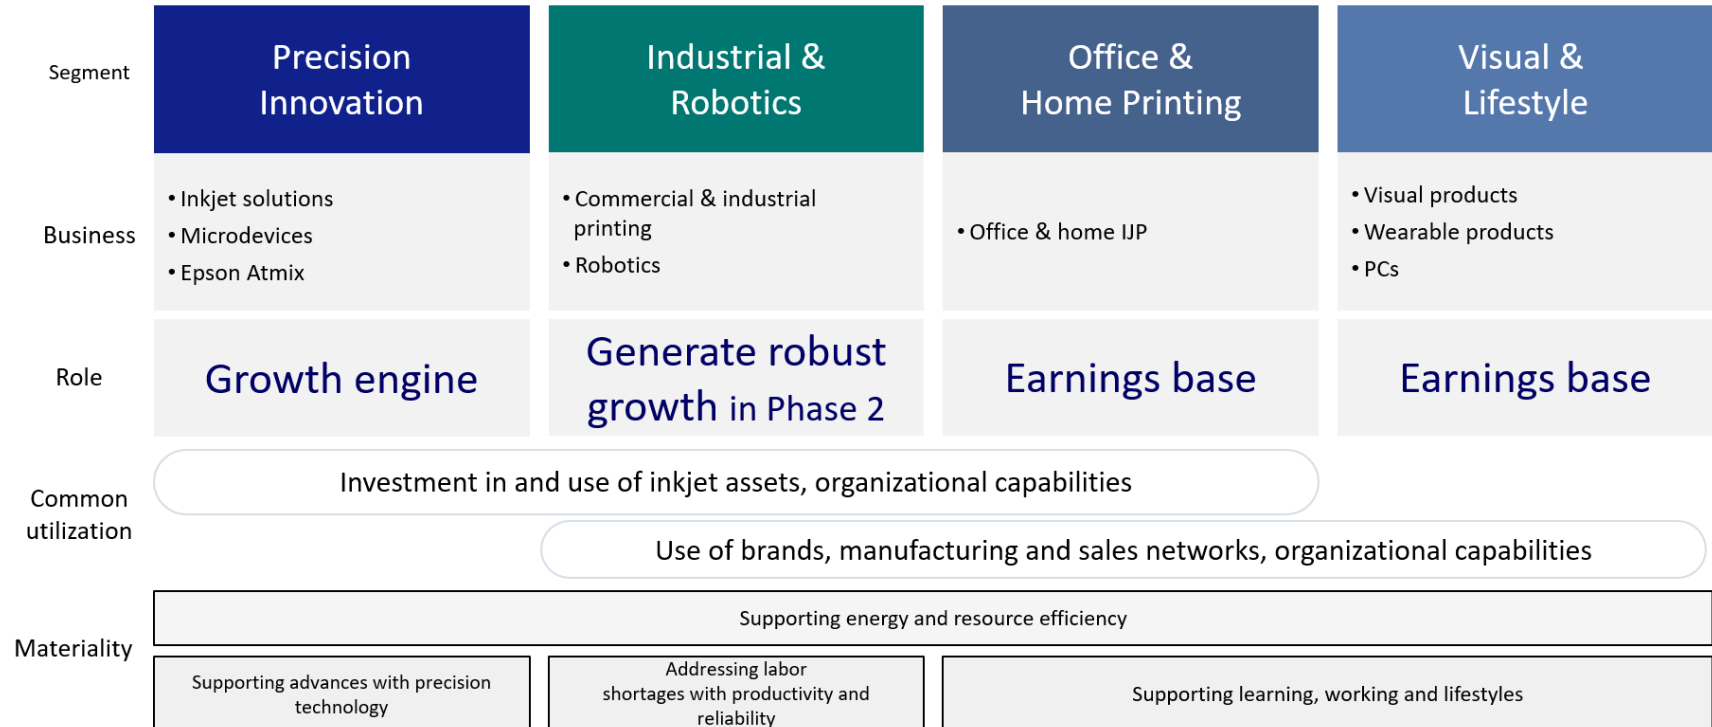 Segment
Precision
Innovation
Industrial &
Robotics
Office &
Home Printing
Visual &
Lifestyle
Business
• Inkjet solutions
• Microdevices
• Epson Atmix
• Commercial & industrial
printing
• Robotics
• Office & home IJP
• Visual products
• Wearable products
• PCs
Role
Growth engine
Generate robust
growth in Phase 2
Earnings base
Earnings base
Common
utilization
Investment in and use of inkjet assets, organizational capabilities
Use of brands, manufacturing and sales networks, organizational capabilities
Materiality
Supporting energy and resource efficiency
Supporting advances with precision
technology
Addressing labor
shortages with productivity and
reliability
Supporting learning, working and lifestyles